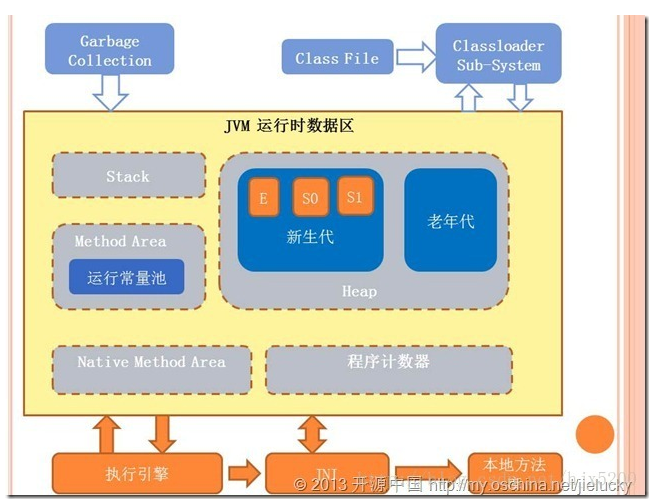 Garbage
Collection
Class File
Classloader
Sub-System
JVM 运行时数据区
Stack
E
S0
S1
新生代
老年代
Heap
Method Area
运行常量池
Native Method Area
程序计数器
执行引擎
JNI
本地方法
© 2013 开源中国 http://my.oschina.net/jielucky